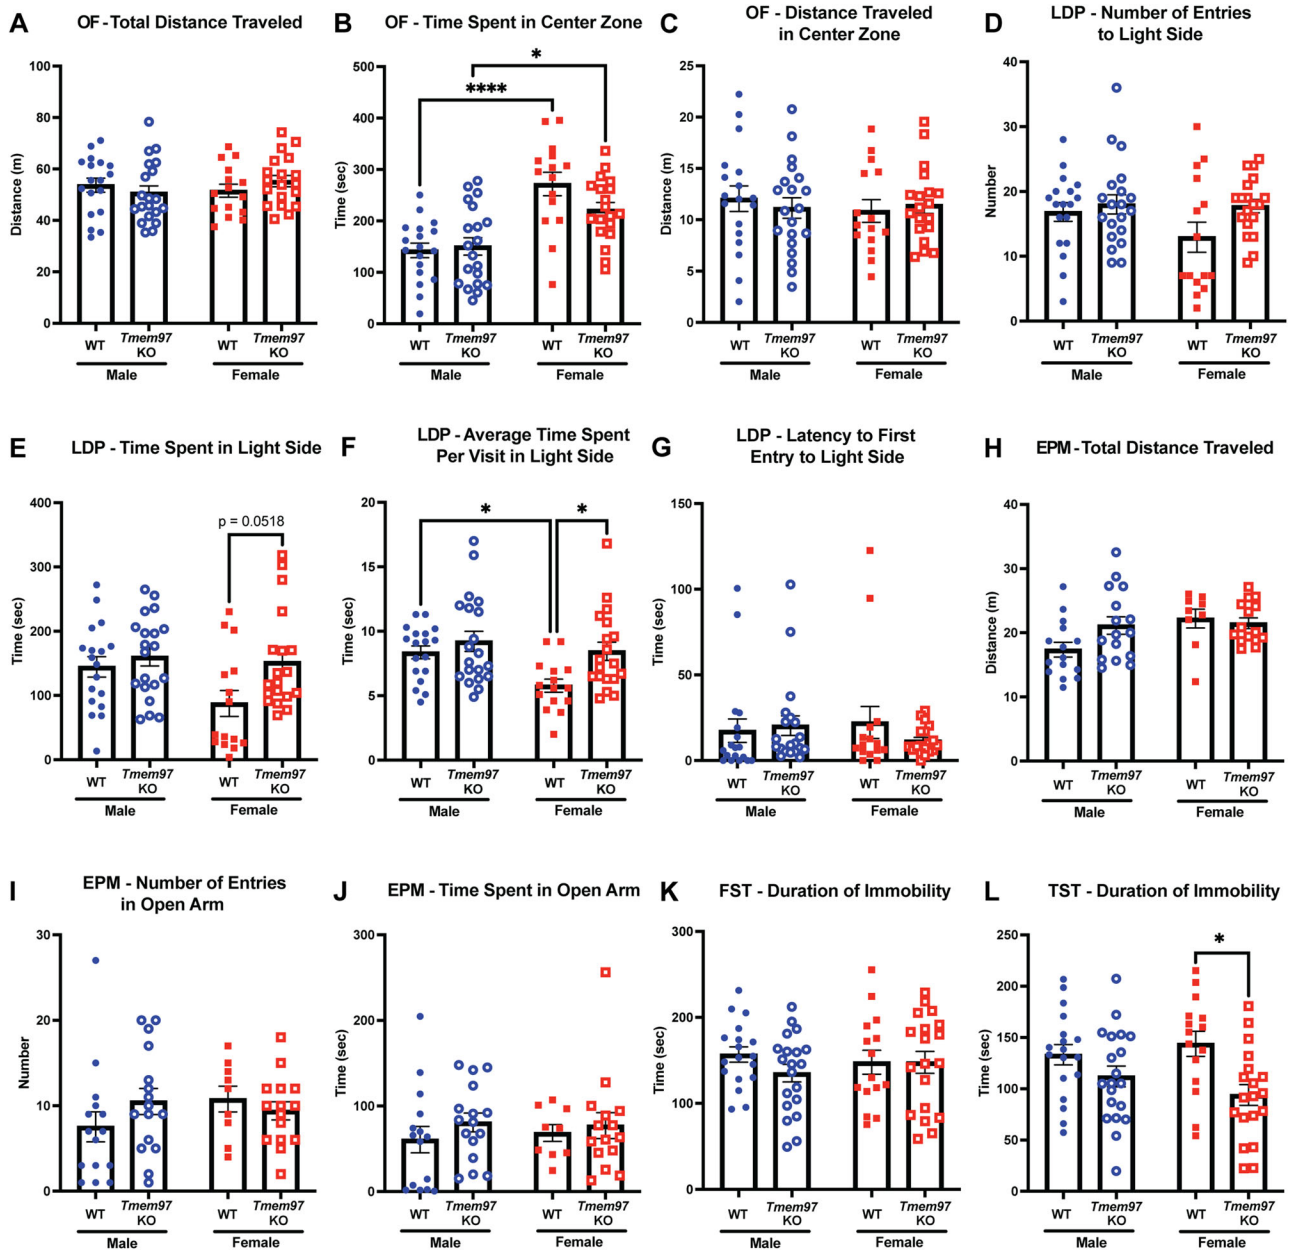 A OF - Total Distance Traveled
Distance (m)
100
80
60
40
20
0
WT
Tmem97
KO
WT
Tmem97
KO
Male
Female
B OF - Time Spent in Center Zone
Time (sec)
500
400
300
200
100
0
****
*
WT
Tmem97
KO
WT
Tmem97
KO
Male
Female
C OF - Distance Traveled
in Center Zone
Distance (m)
25
20
15
10
5
0
WT
Tmem97
KO
WT
Tmem97
KO
Male
Female
D LDP - Number of Entries
to Light Side
Number
40
30
20
10
0
WT
Tmem97
KO
WT
Tmem97
KO
Male
Female
E LDP - Time Spent in Light Side
Time (sec)
400
300
200
100
0
p = 0.0518
WT
Tmem97
KO
WT
Tmem97
KO
Male
Female
F LDP - Average Time Spent
Per Visit in Light Side
Time (sec)
20
15
10
5
0
*
*
WT
Tmem97
KO
WT
Tmem97
KO
Male
Female
G LDP - Latency to First
Entry to Light Side
Time (sec)
150
100
50
0
WT
Tmem97
KO
WT
Tmem97
KO
Male
Female
H EPM - Total Distance Traveled
Distance (m)
40
30
20
10
0
WT
Tmem97
KO
WT
Tmem97
KO
Male
Female
I EPM - Number of Entries
in Open Arm
Number
30
20
10
0
WT
Tmem97
KO
WT
Tmem97
KO
Male
Female
J EPM - Time Spent in Open Arm
Time (sec)
300
200
100
0
WT
Tmem97
KO
WT
Tmem97
KO
Male
Female
K FST - Duration of Immobility
Time (sec)
300
200
100
0
WT
Tmem97
KO
WT
Tmem97
KO
Male
Female
L TST - Duration of Immobility
Time (sec)
250
200
150
100
50
0
*
WT
Tmem97
KO
WT
Tmem97
KO
Male
Female